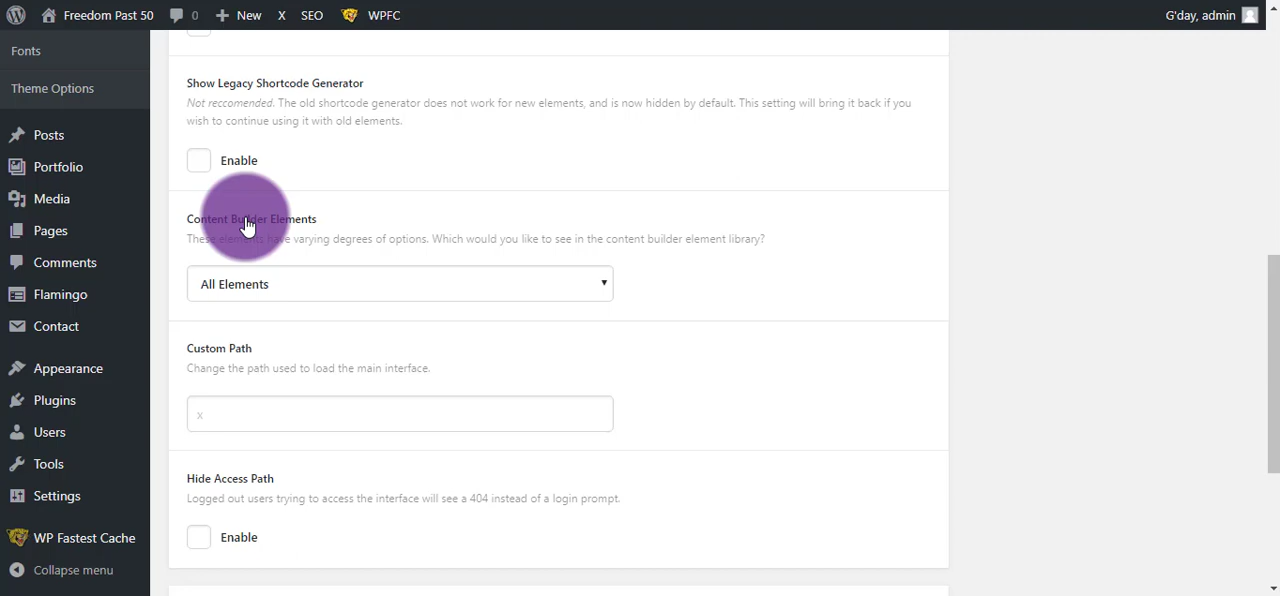 Freedom Past 50 0 New X SEO WPFC G'day, admin
Fonts
Theme Options
Posts
Portfolio
Media
Pages
Comments
Flamingo
Contact
Appearance
Plugins
Users
Tools
Settings
WP Fastest Cache
Collapse menu
Show Legacy Shortcode Generator
Not reccomended. The old shortcode generator does not work for new elements, and is now hidden by default. This setting will bring it back if you
wish to continue using it with old elements.
Enable
Content Builder Elements
These elements have varying degrees of options. Which would you like to see in the content builder element library?
All Elements
Custom Path
Change the path used to load the main interface.
x
Hide Access Path
Logged out users trying to access the interface will see a 404 instead of a login prompt.
Enable